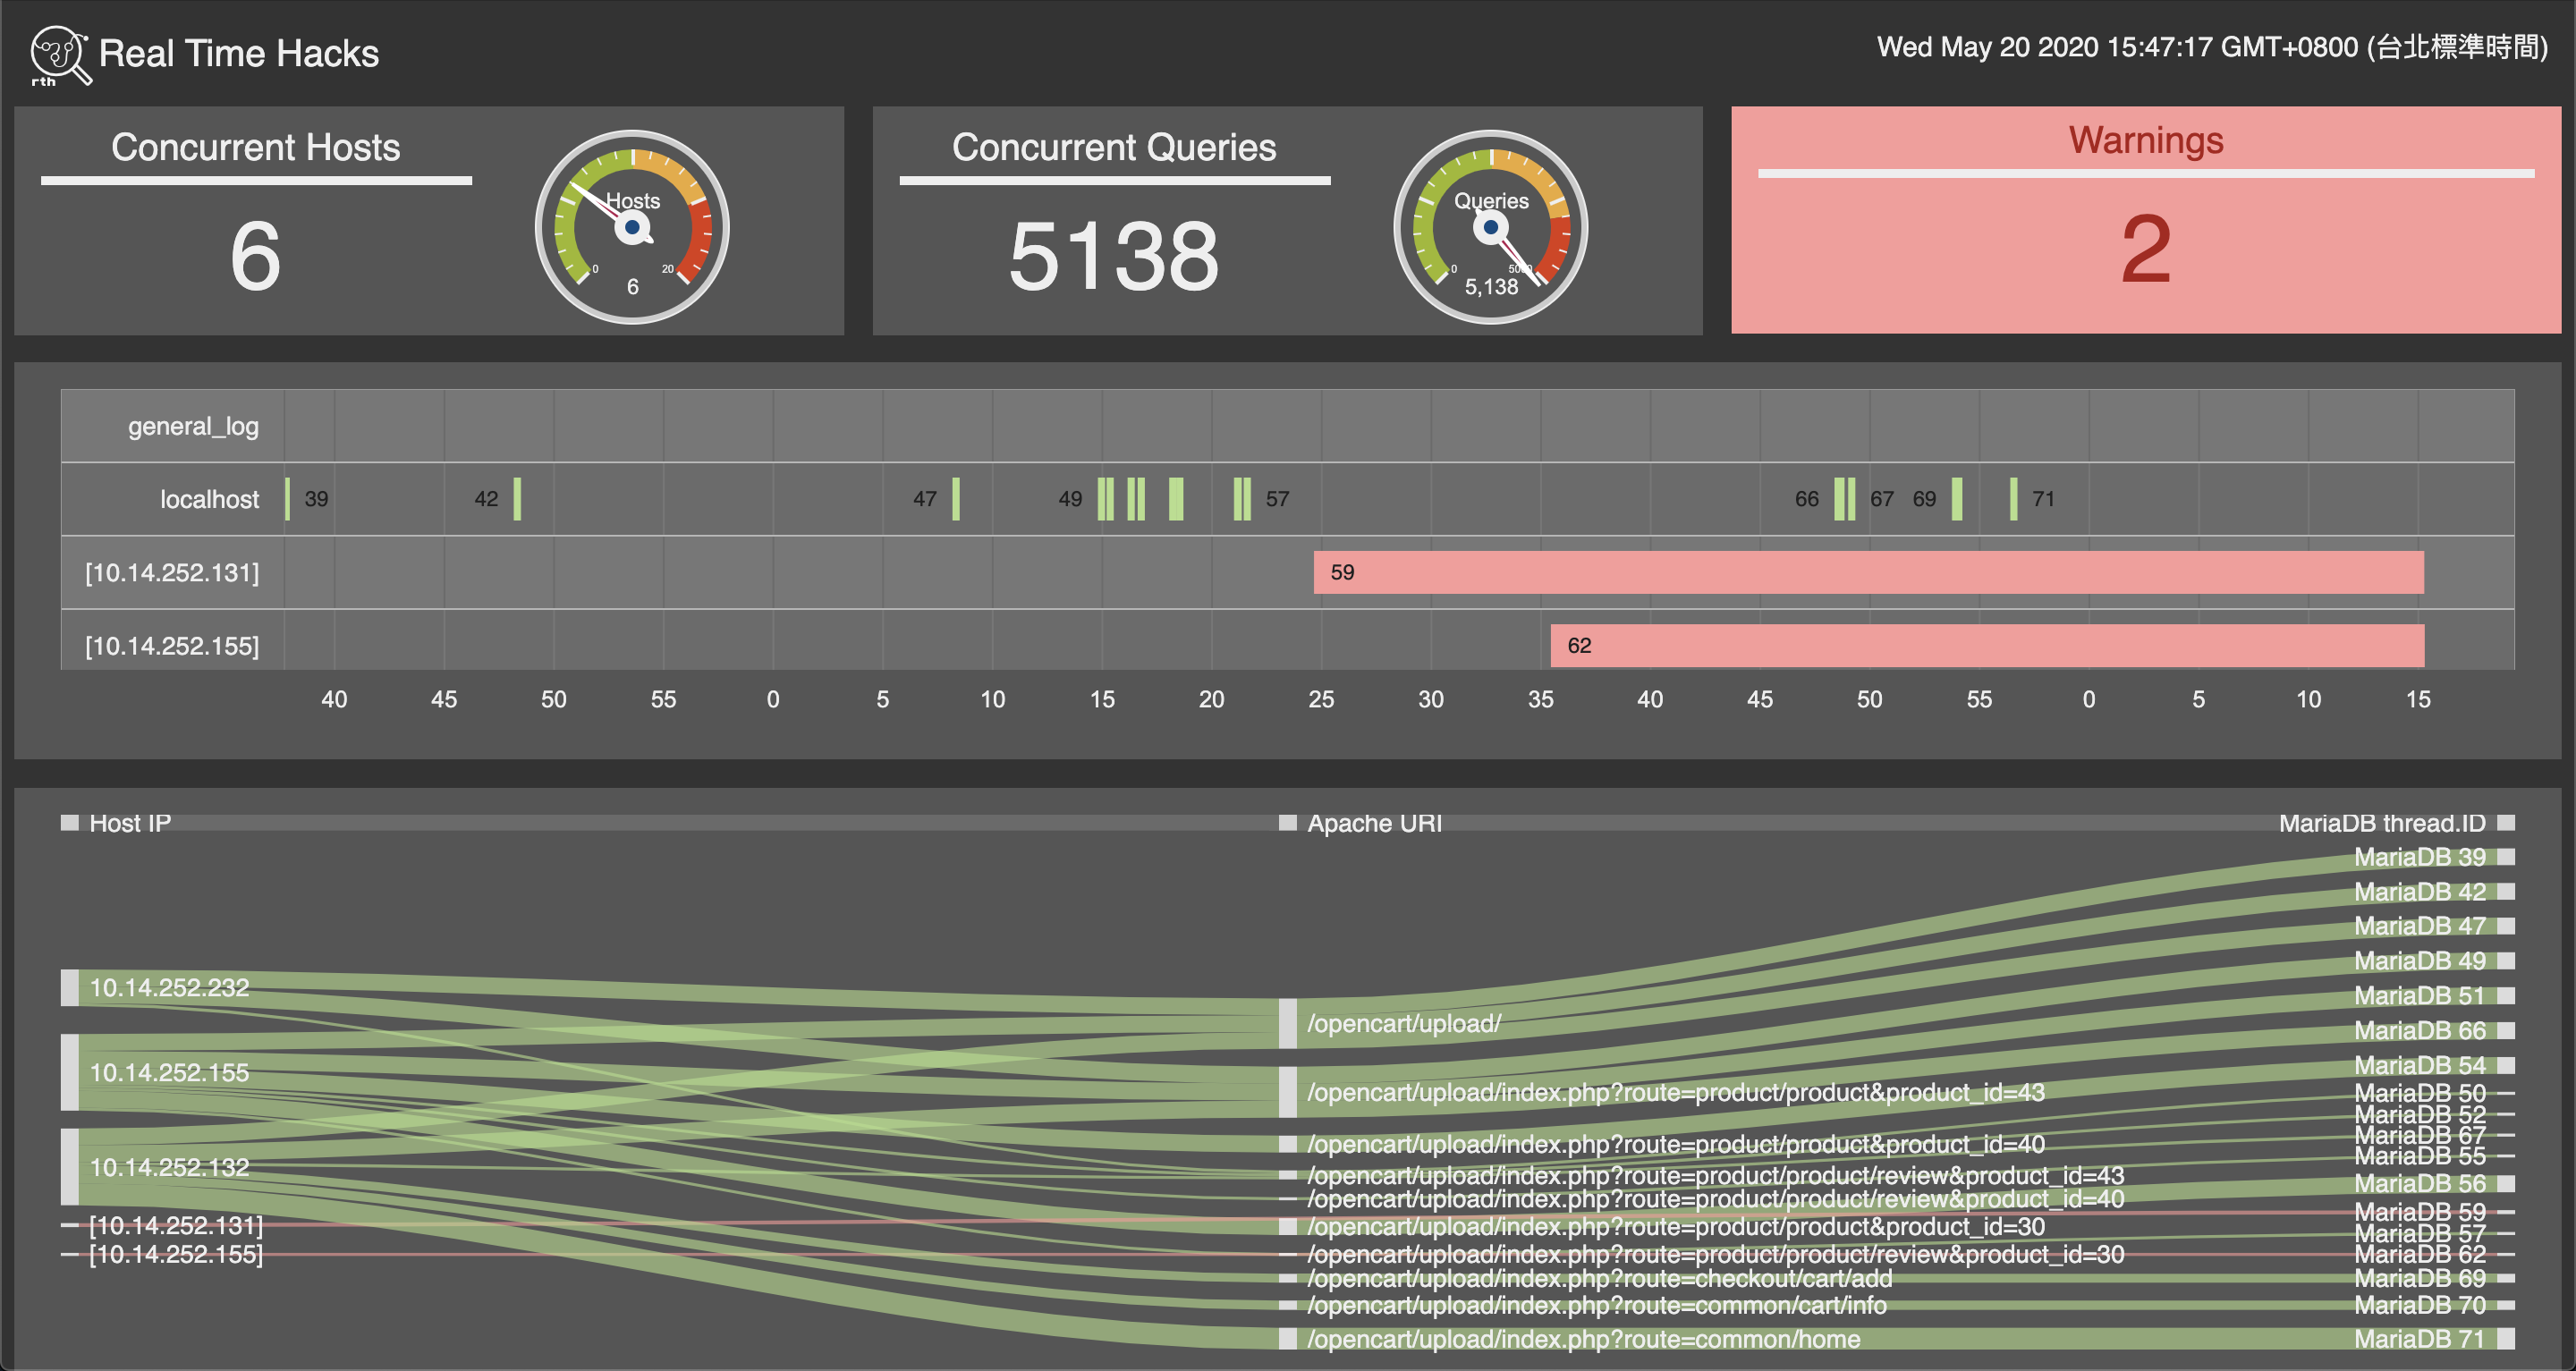 Real Time Hacks
rth
Wed May 20 2020 15:47:17 GMT+0800 (台北標準時間)
Concurrent Hosts
6
Hosts
0 20
6
Concurrent Queries
5138
Queries
0 5000
5,138
Warnings
2
general_log
localhost 39 42 47 49 57 66 67 69 71
[10.14.252.131] 59
[10.14.252.155] 62
40 45 50 55 0 5 10 15 20 25 30 35 40 45 50 55 0 5 10 15
Host IP Apache URI MariaDB thread.ID
MariaDB 39
MariaDB 42
MariaDB 47
MariaDB 49
10.14.252.232
MariaDB 51
/opencart/upload/
MariaDB 66
MariaDB 54
10.14.252.155
/opencart/upload/index.php?route=product/product&product_id=43
MariaDB 50
MariaDB 52
MariaDB 67
/opencart/upload/index.php?route=product/product&product_id=40
MariaDB 55
10.14.252.132
/opencart/upload/index.php?route=product/product/review&product_id=43
MariaDB 56
/opencart/upload/index.php?route=product/product/review&product_id=40
MariaDB 59
[10.14.252.131]
/opencart/upload/index.php?route=product/product&product_id=30
MariaDB 57
[10.14.252.155]
/opencart/upload/index.php?route=product/product/review&product_id=30
MariaDB 62
/opencart/upload/index.php?route=checkout/cart/add
MariaDB 69
/opencart/upload/index.php?route=common/cart/info
MariaDB 70
/opencart/upload/index.php?route=common/home
MariaDB 71